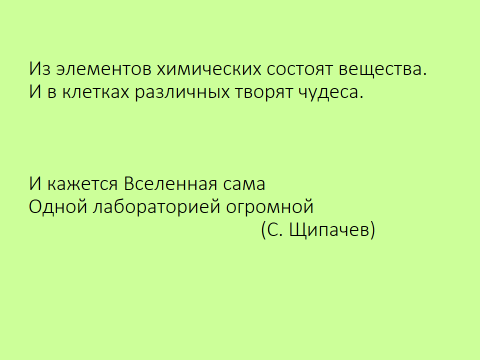 Из элементов химических состоят вещества.
И в клетках различных творят чудеса.
И кажется Вселенная сама
Одной лабораторией огромной
(С. Щипачев)